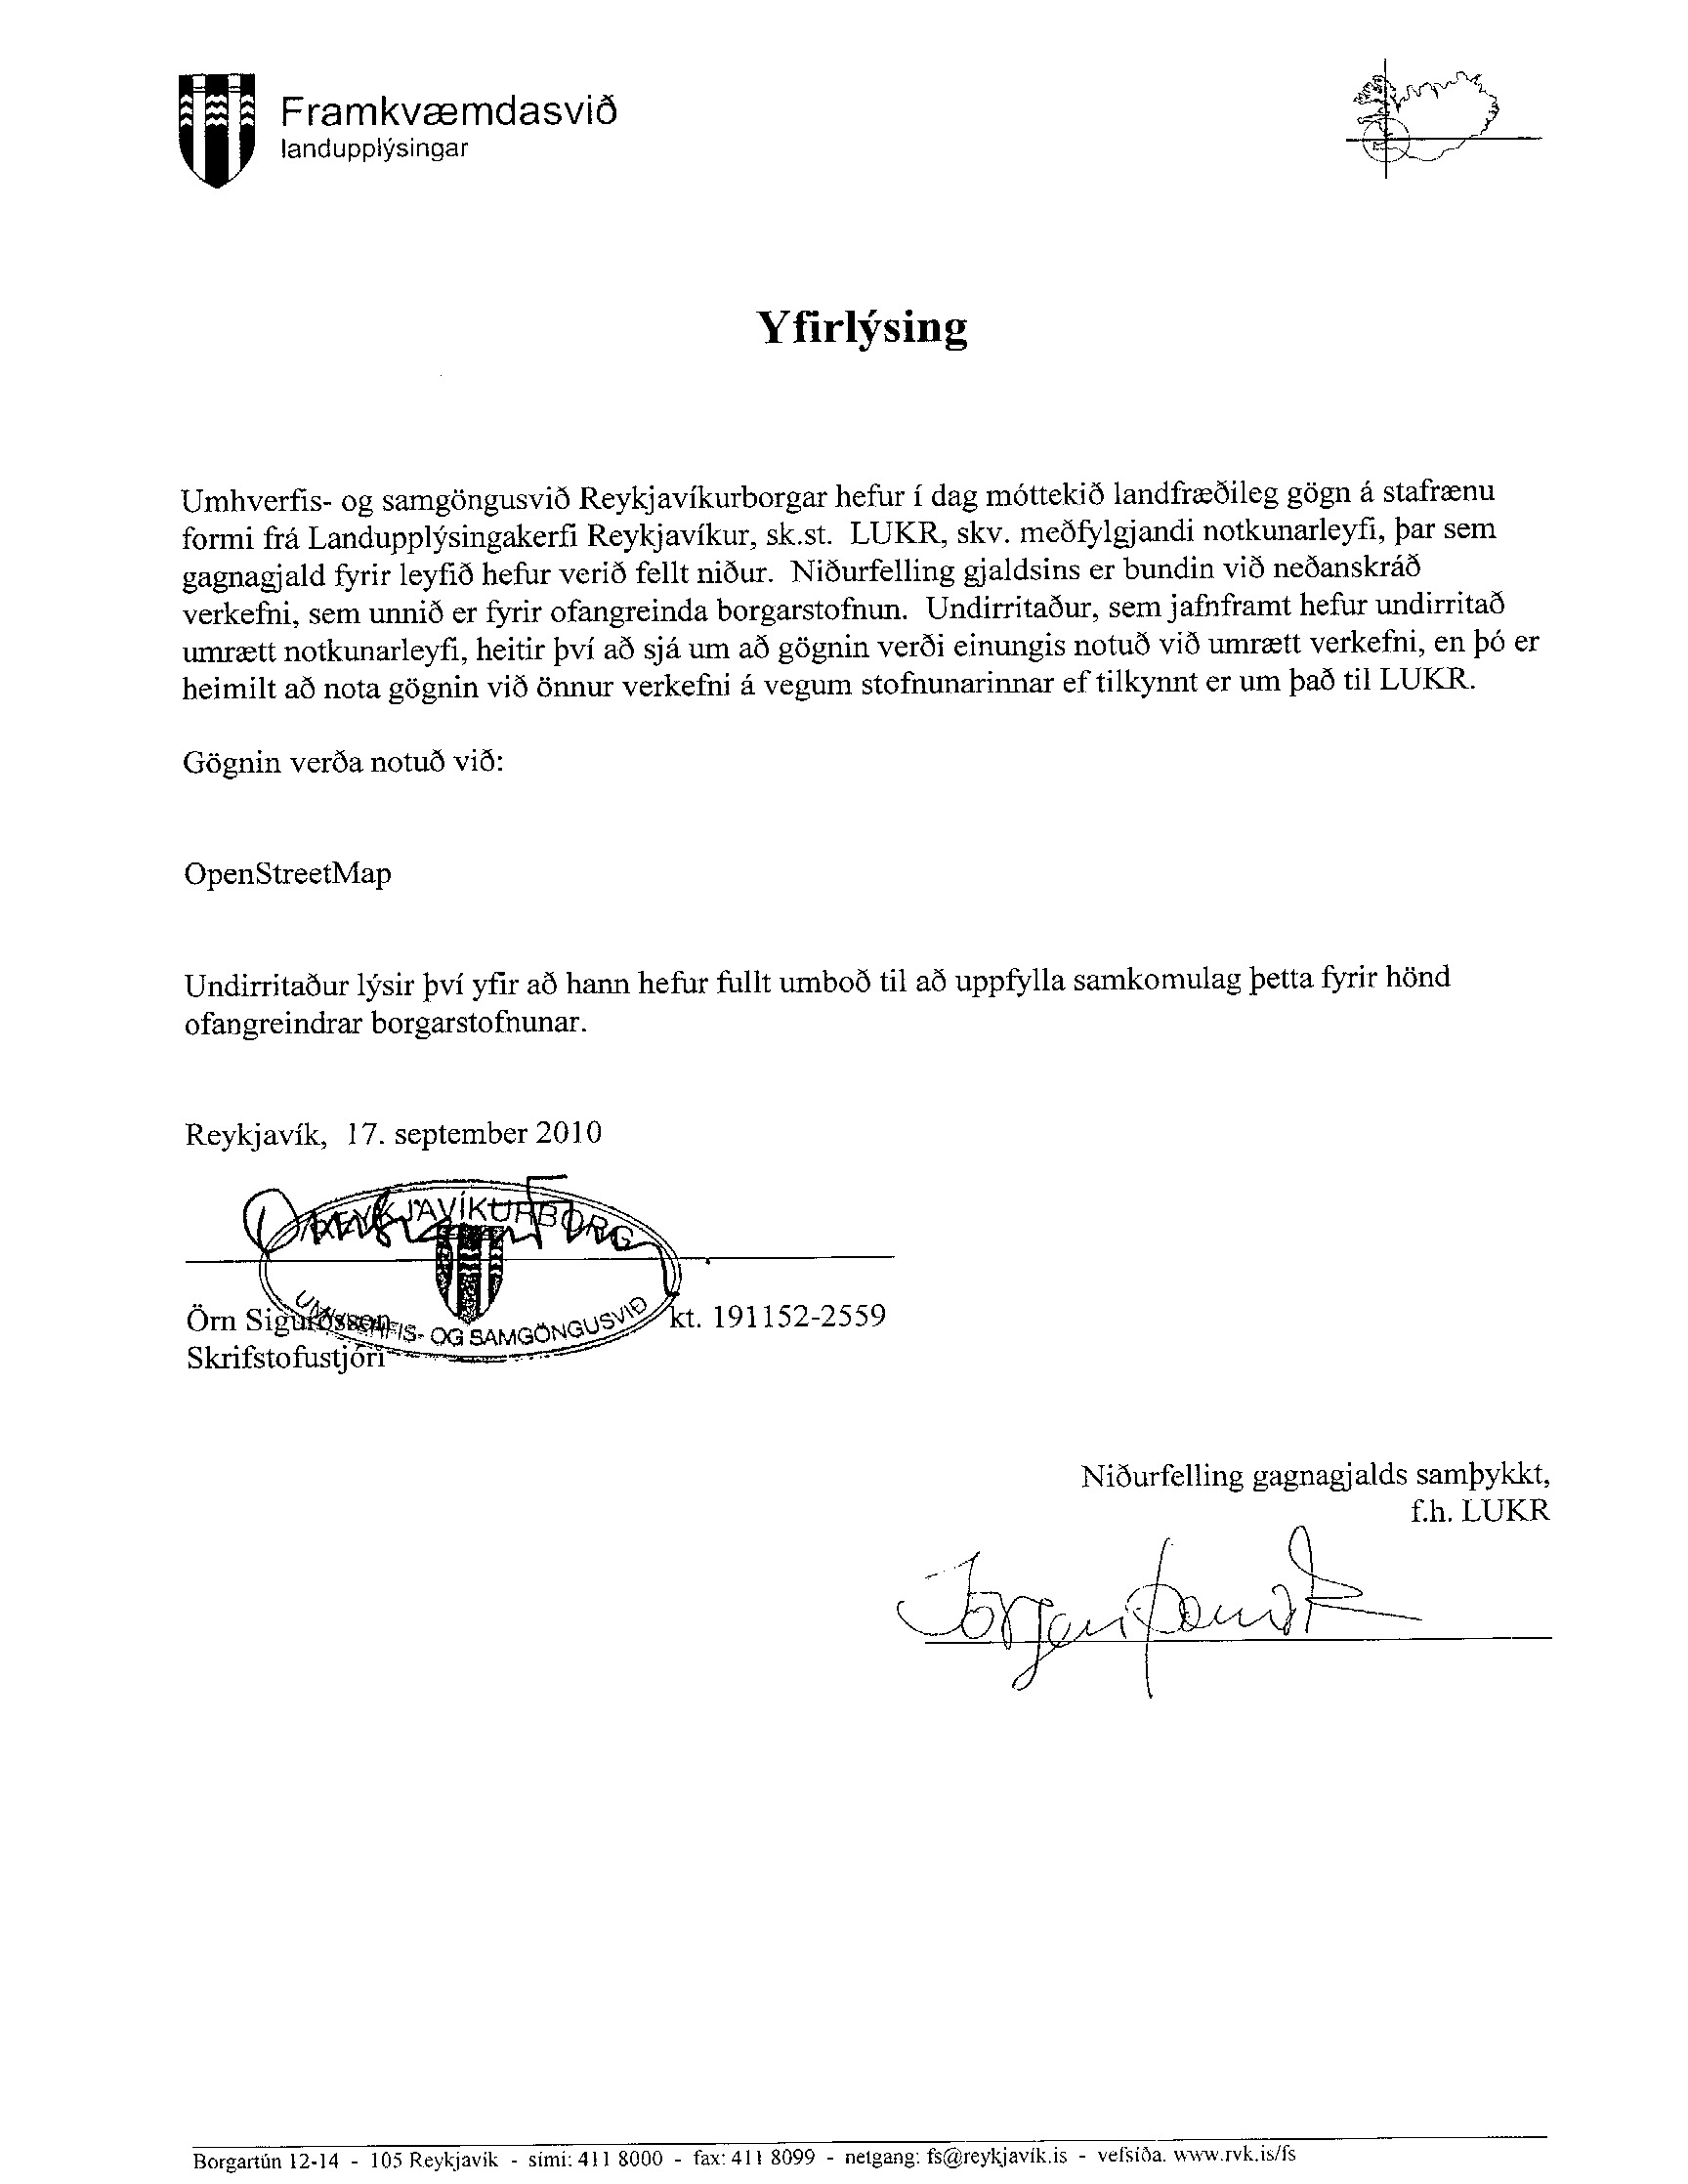 Framkvæmdasvið
landupplýsingar
Yfirlýsing
Umhverfis- og samgöngusvið Reykjavíkurborgar hefur í dag móttekið landfræðileg gögn á stafrænu
formi frá Landupplýsingakerfi Reykjavíkur, sk.st. LUKR, skv. meðfylgjandi notkunarleyfi, þar sem
gagnagjald fyrir leyfið hefur verið fellt niður. Niðurfelling gjaldsins er bundin við neðanskráð
verkefni, sem unnið er fyrir ofangreinda borgarstofnun. Undirritaður, sem jafnframt hefur undirritað
umrætt notkunarleyfi, heitir því að sjá um að gögnin verði einungis notuð við umrætt verkefni, en þó er
heimilt að nota gögnin við önnur verkefni á vegum stofnunarinnar ef tilkynnt er um það til LUKR.
Gögnin verða notuð við:
OpenStreetMap
Undirritaður lýsir því yfir að hann hefur fullt umboð til að uppfylla samkomulag þetta fyrir hönd
ofangreindrar borgarstofnunar.
Reykjavík, 17. september 2010
REYKJAVÍKURBORG
UMHVERFIS- OG SAMGÖNGUSVIÐ
Örn Sigurðsson kt. 191152-2559
Skrifstofustjóri
Niðurfelling gagnagjalds samþykkt,
f.h. LUKR
Borgartún 12-14 - 105 Reykjavík - sími: 411 8000 - fax: 411 8099 - netgang: fs@reykjavík.is - vefsíða. www.rvk.is/fs